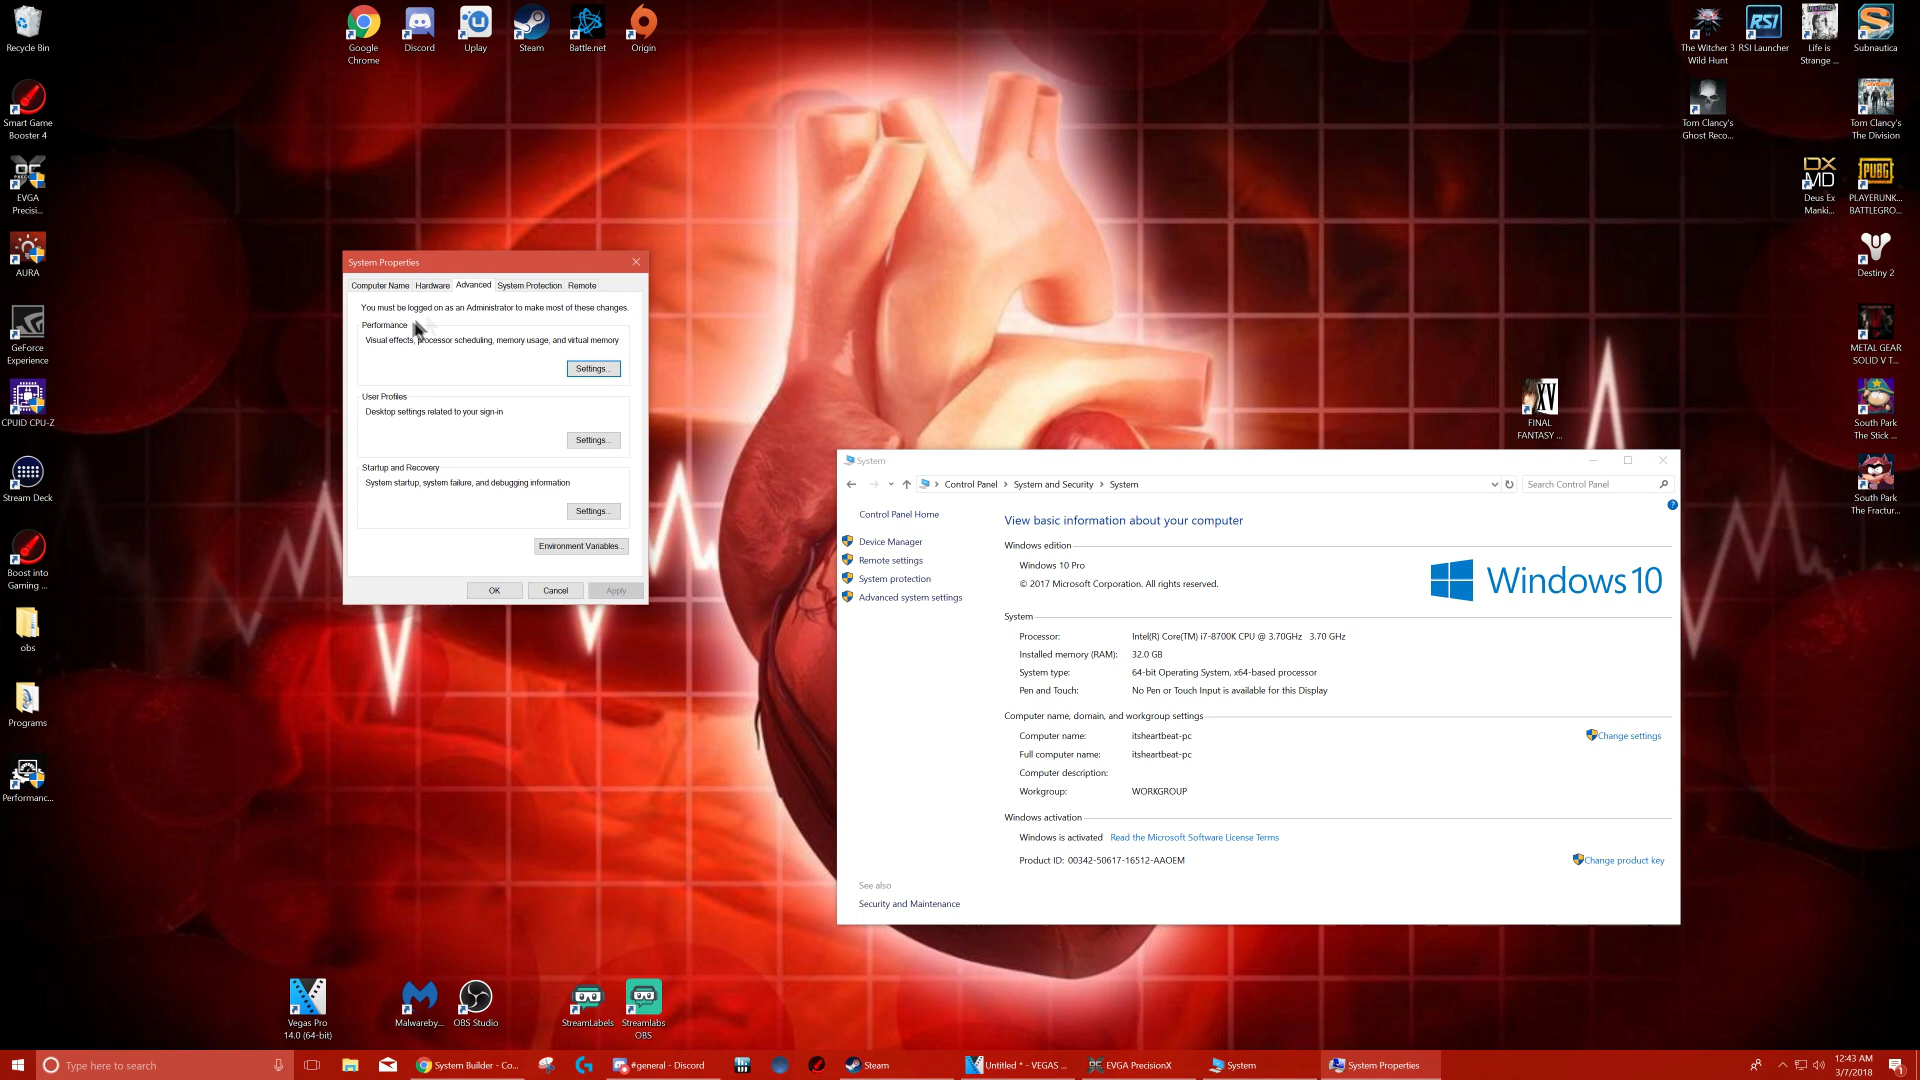 Recycle Bin
Smart Game
Booster 4
EVGA
Precisi...
AURA
GeForce
Experience
CPUID CPU-Z
Stream Deck
Boost into
Gaming ...
obs
Programs
Performanc...
Google
Chrome
Discord
Uplay
Steam
Battle.net
Origin
The Witcher 3
Wild Hunt
RSI
RSI Launcher
Life is
Strange ...
Subnautica
Tom Clancy's
Ghost Reco...
Tom Clancy's
The Division
DX
MD
Deus Ex
Manki...
PUBG
PLAYERUNK...
BATTLEGRO...
Destiny 2
METAL GEAR
SOLID V T...
XV
FINAL
FANTASY ...
South Park
The Stick ...
South Park
The Fractur...
System Properties
Computer Name Hardware Advanced System Protection Remote
You must be logged on as an Administrator to make most of these changes.
Performance
Visual effects, processor scheduling, memory usage, and virtual memory
Settings...
User Profiles
Desktop settings related to your sign-in
Settings...
Startup and Recovery
System startup, system failure, and debugging information
Settings...
Environment Variables...
OK Cancel Apply
System
Control Panel > System and Security > System
Search Control Panel
Control Panel Home
Device Manager
Remote settings
System protection
Advanced system settings
View basic information about your computer
Windows edition
Windows 10 Pro
© 2017 Microsoft Corporation. All rights reserved.
Windows 10
System
Processor: Intel(R) Core(TM) i7-8700K CPU @ 3.70GHz 3.70 GHz
Installed memory (RAM): 32.0 GB
System type: 64-bit Operating System, x64-based processor
Pen and Touch: No Pen or Touch Input is available for this Display
Computer name, domain, and workgroup settings
Computer name: itsheartbeat-pc
Change settings
Full computer name: itsheartbeat-pc
Computer description:
Workgroup: WORKGROUP
Windows activation
Windows is activated Read the Microsoft Software License Terms
Product ID: 00342-50617-16512-AAOEM
Change product key
See also
Security and Maintenance
Vegas Pro
14.0 (64-bit)
Malwareby...
OBS Studio
StreamLabels
Streamlabs
OBS
Type here to search
System Builder - Co...
#general - Discord
Steam
Untitled * - VEGAS ...
EVGA PrecisionX
System
System Properties
12:43 AM
3/7/2018